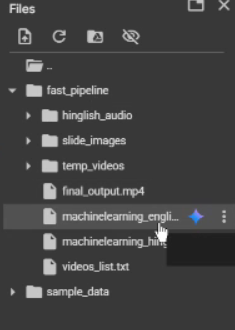 Files
..
fast_pipeline
hinglish_audio
slide_images
temp_videos
final_output.mp4
machinelearning_engli...
machinelearning_hin
videos_list.txt
sample_data